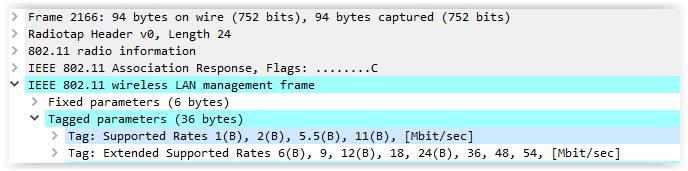 Frame 2166: 94 bytes on wire (752 bits), 94 bytes captured (752 bits)
Radiotap Header v0, Length 24
802.11 radio information
IEEE 802.11 Association Response, Flags: ........C
IEEE 802.11 wireless LAN management frame
Fixed parameters (6 bytes)
Tagged parameters (36 bytes)
Tag: Supported Rates 1(B), 2(B), 5.5(B), 11(B), [Mbit/sec]
Tag: Extended Supported Rates 6(B), 9, 12(B), 18, 24(B), 36, 48, 54, [Mbit/sec]